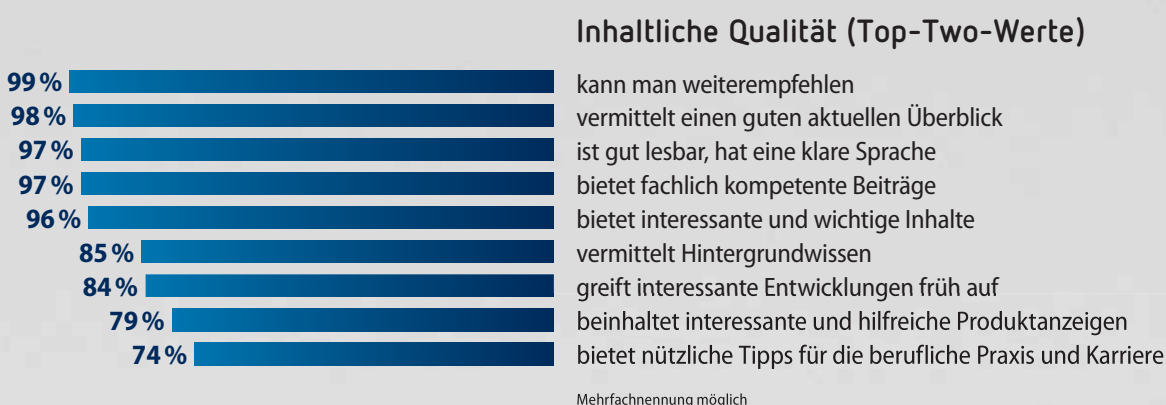 Inhaltliche Qualität (Top-Two-Werte)
99 % kann man weiterempfehlen
98 % vermittelt einen guten aktuellen Überblick
97 % ist gut lesbar, hat eine klare Sprache
97 % bietet fachlich kompetente Beiträge
96 % bietet interessante und wichtige Inhalte
85 % vermittelt Hintergrundwissen
84 % greift interessante Entwicklungen früh auf
79 % beinhaltet interessante und hilfreiche Produktanzeigen
74 % bietet nützliche Tipps für die berufliche Praxis und Karriere
Mehrfachnennung möglich